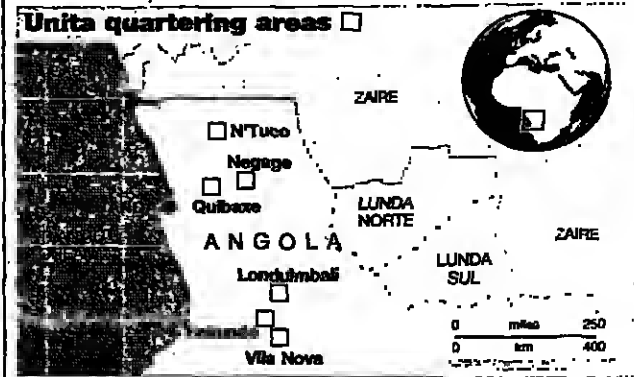 Unita quartering areas
ZAIRE
N'Tuco
Negage
Quibaxe
LUNDA
NORTE
ANGOLA
ZAIRE
LUNDA
SUL
Londuimbali
Vila Nova
0 miles 250
0 km 400